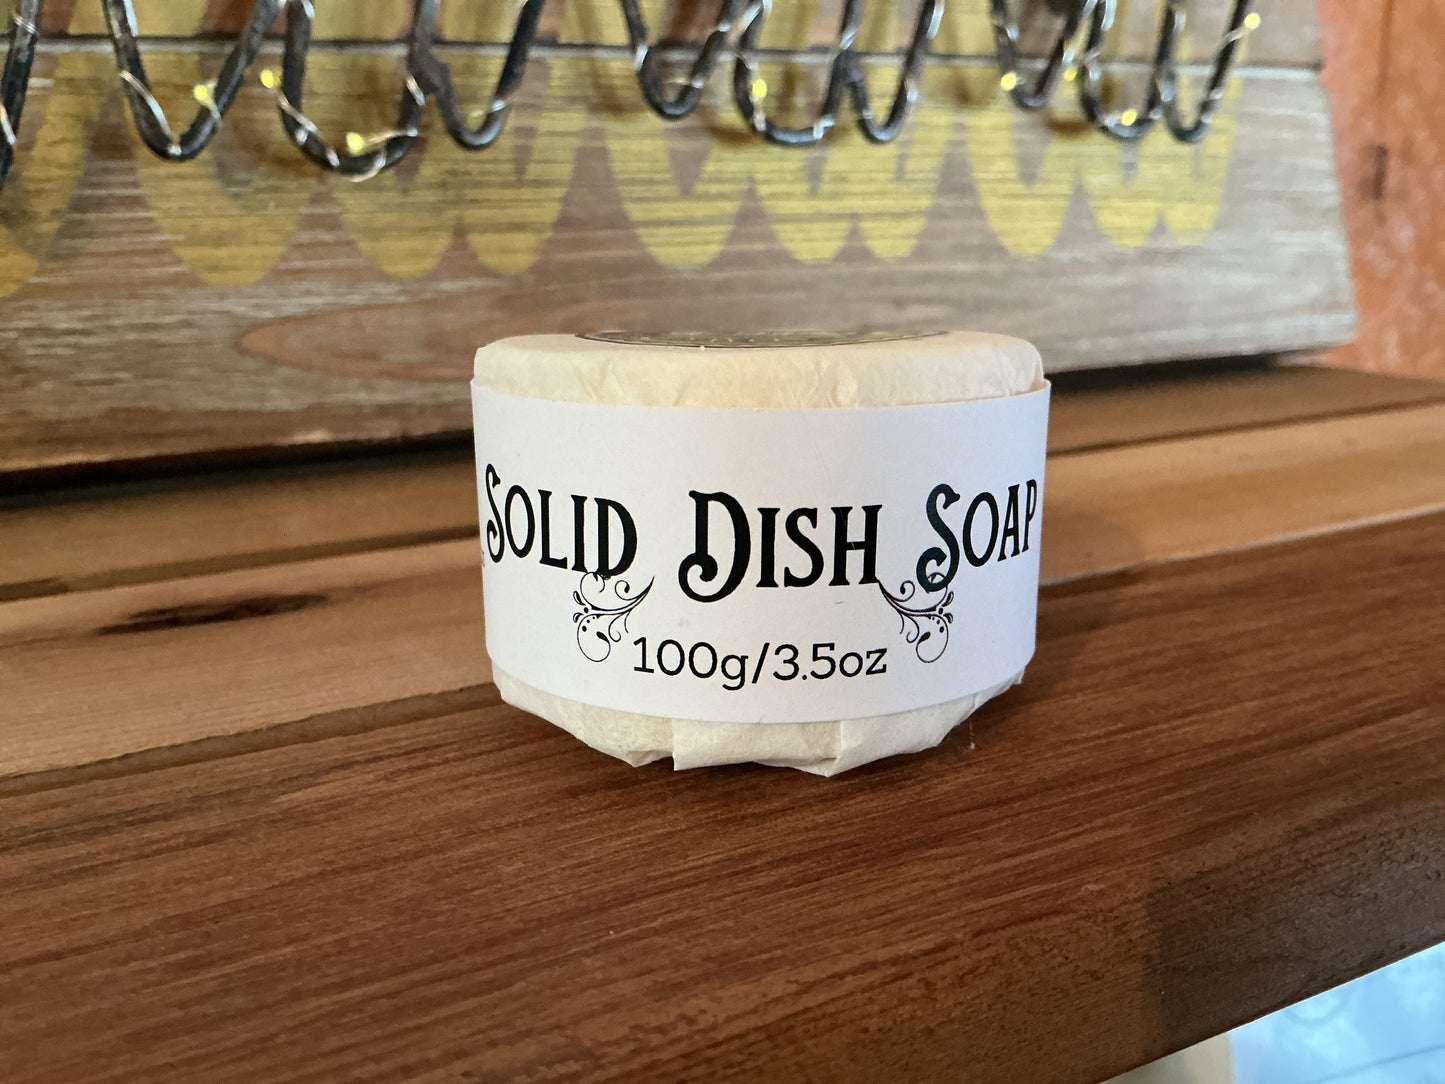 Solid Dish Soap
100g/3.5oz